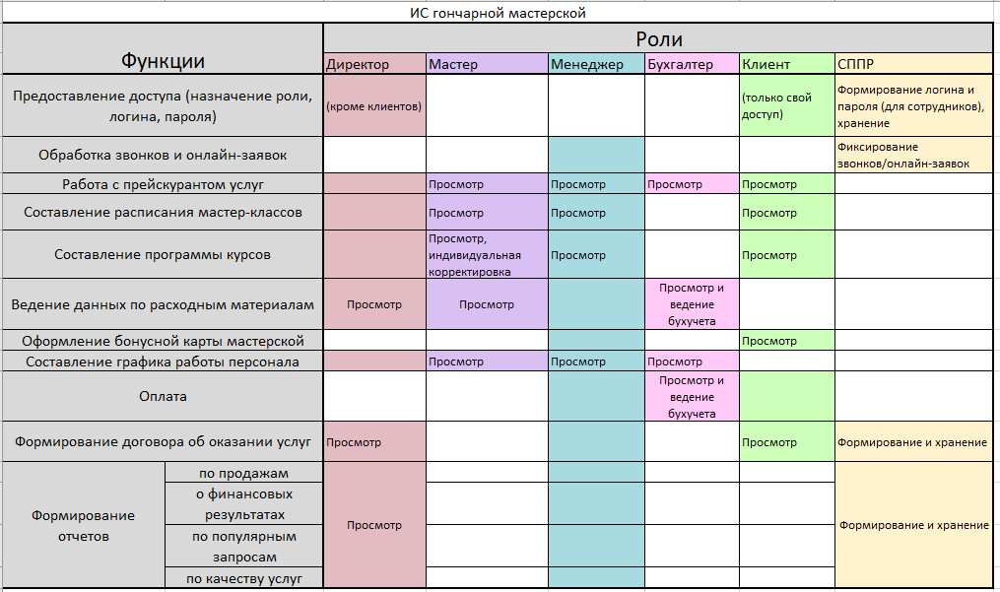 ИС гончарной мастерской
Функции
Роли
Директор
Мастер
Менеджер
Бухгалтер
Клиент
СППР
Предоставление доступа (назначение роли,
логина, пароля)
(кроме клиентов)
(только свой
доступ)
Формирование логина и
пароля (для сотрудников),
хранение
Обработка звонков и онлайн-заявок
Фиксирование
звонков/онлайн-заявок
Работа с прейскурантом услуг
Просмотр
Просмотр
Просмотр
Просмотр
Составление расписания мастер-классов
Просмотр
Просмотр
Просмотр
Составление программы курсов
Просмотр,
индивидуальная
корректировка
Просмотр
Просмотр
Ведение данных по расходным материалам
Просмотр
Просмотр
Просмотр и
ведение
бухучета
Оформление бонусной карты мастерской
Просмотр
Составление графика работы персонала
Просмотр
Просмотр
Просмотр
Оплата
Просмотр и
ведение
бухучета
Формирование договора об оказании услуг
Просмотр
Просмотр
Формирование и хранение
Формирование
отчетов
по продажам
о финансовых
результатах
по популярным
запросам
по качеству услуг
Просмотр
Формирование и хранение